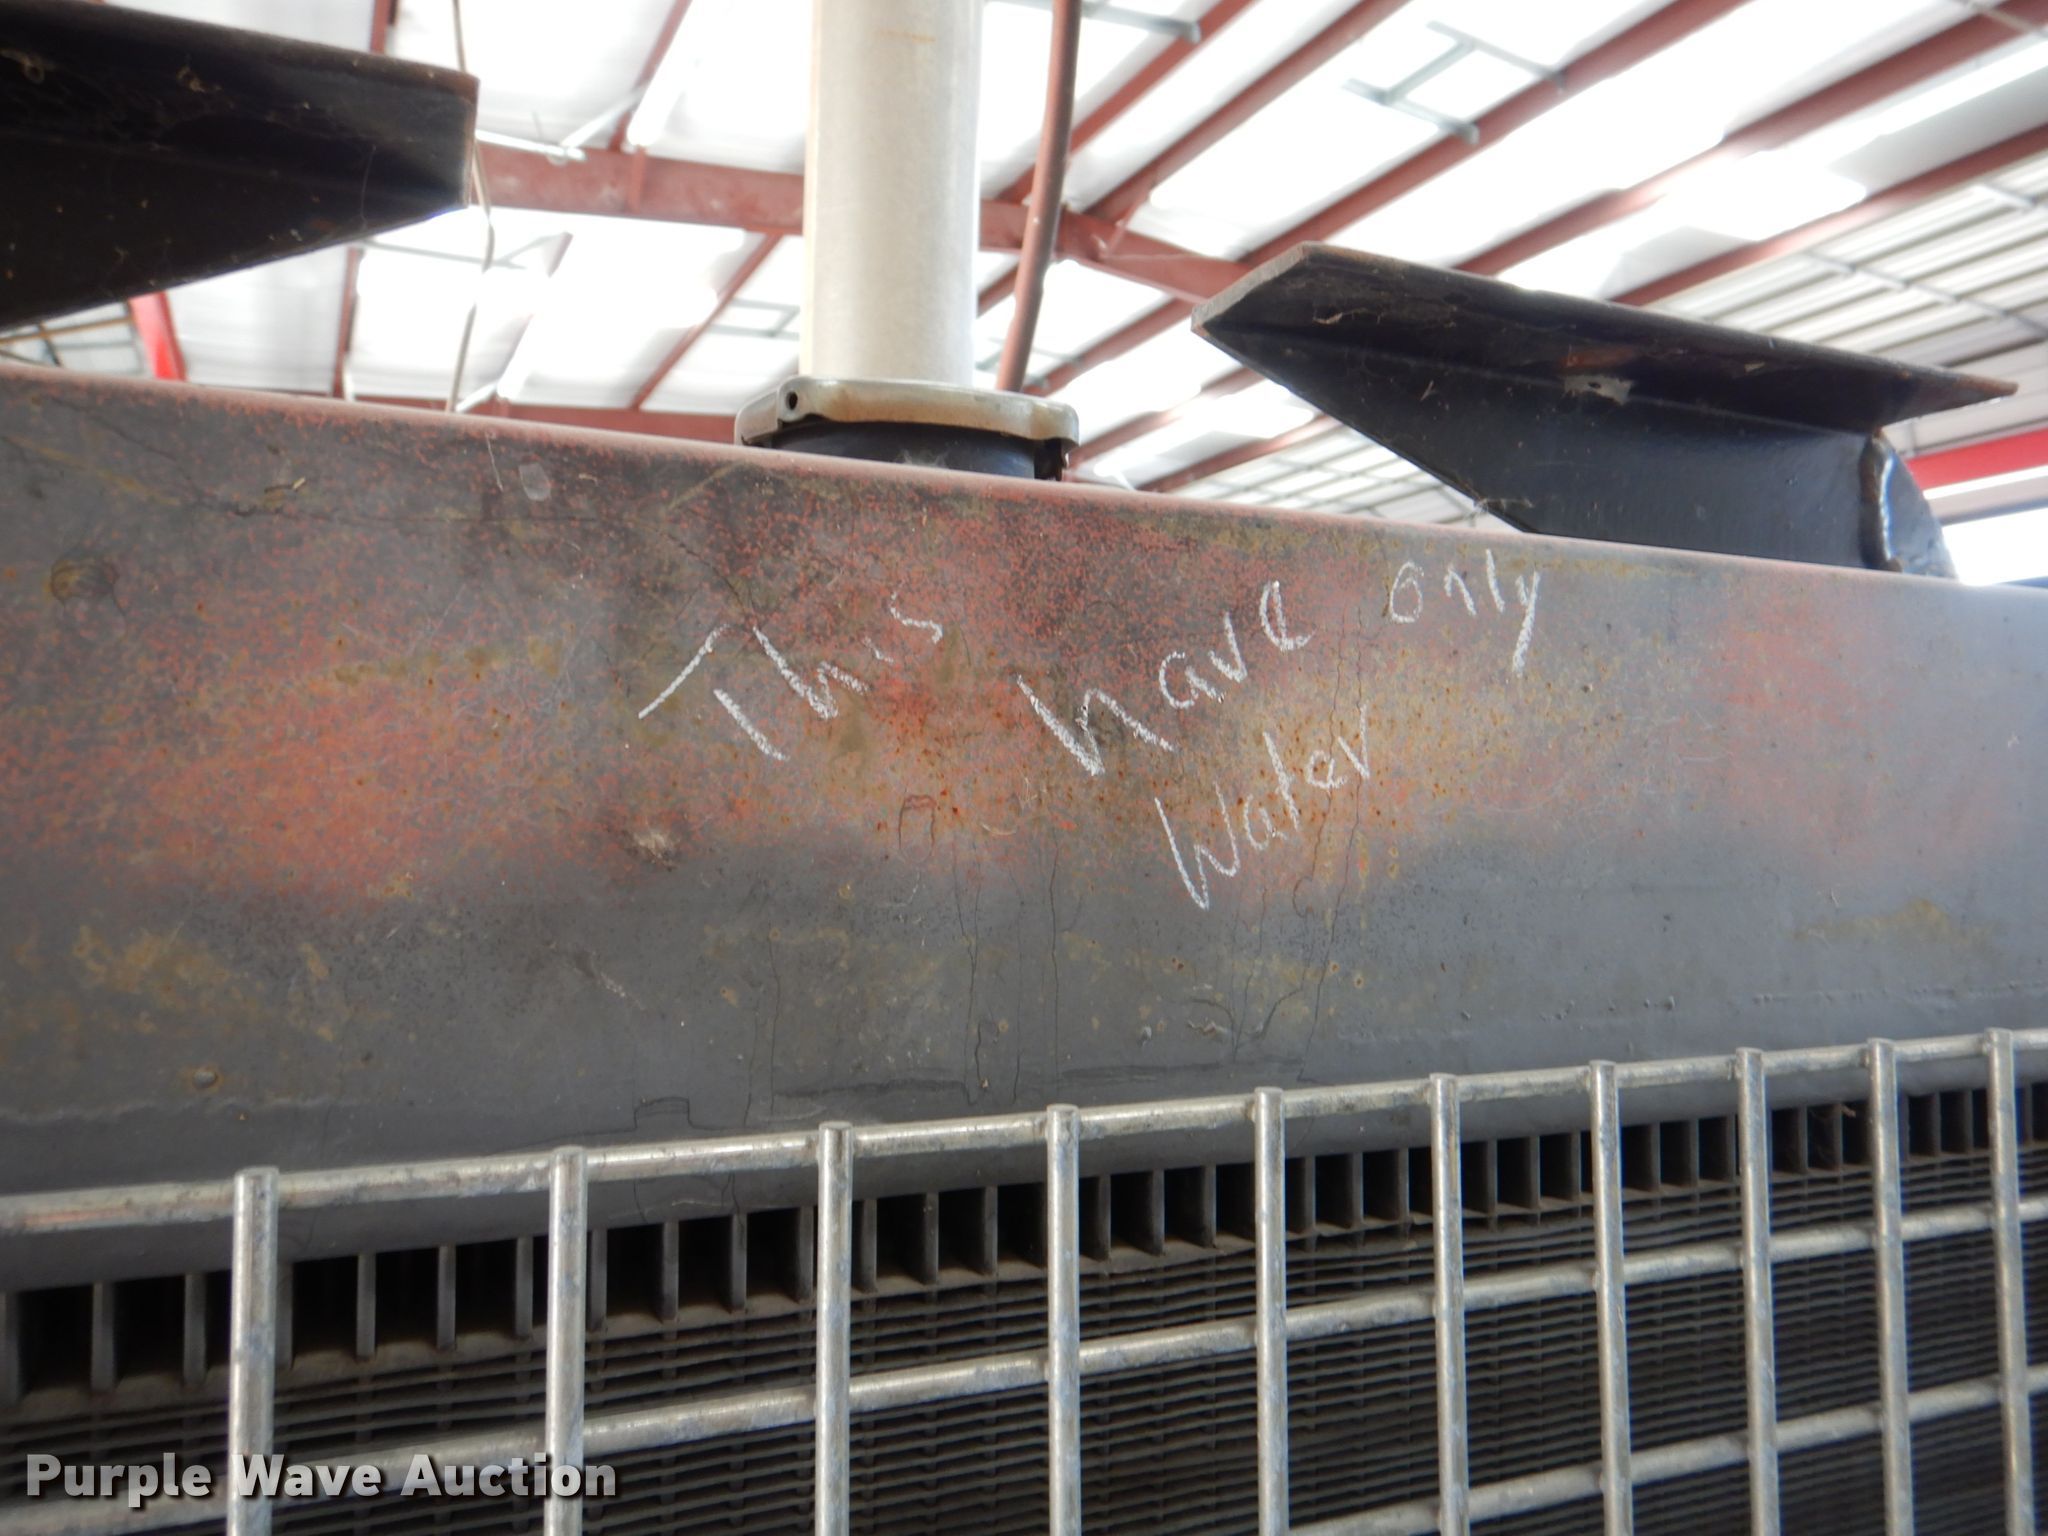 This have only
Water
Purple Wave Auction